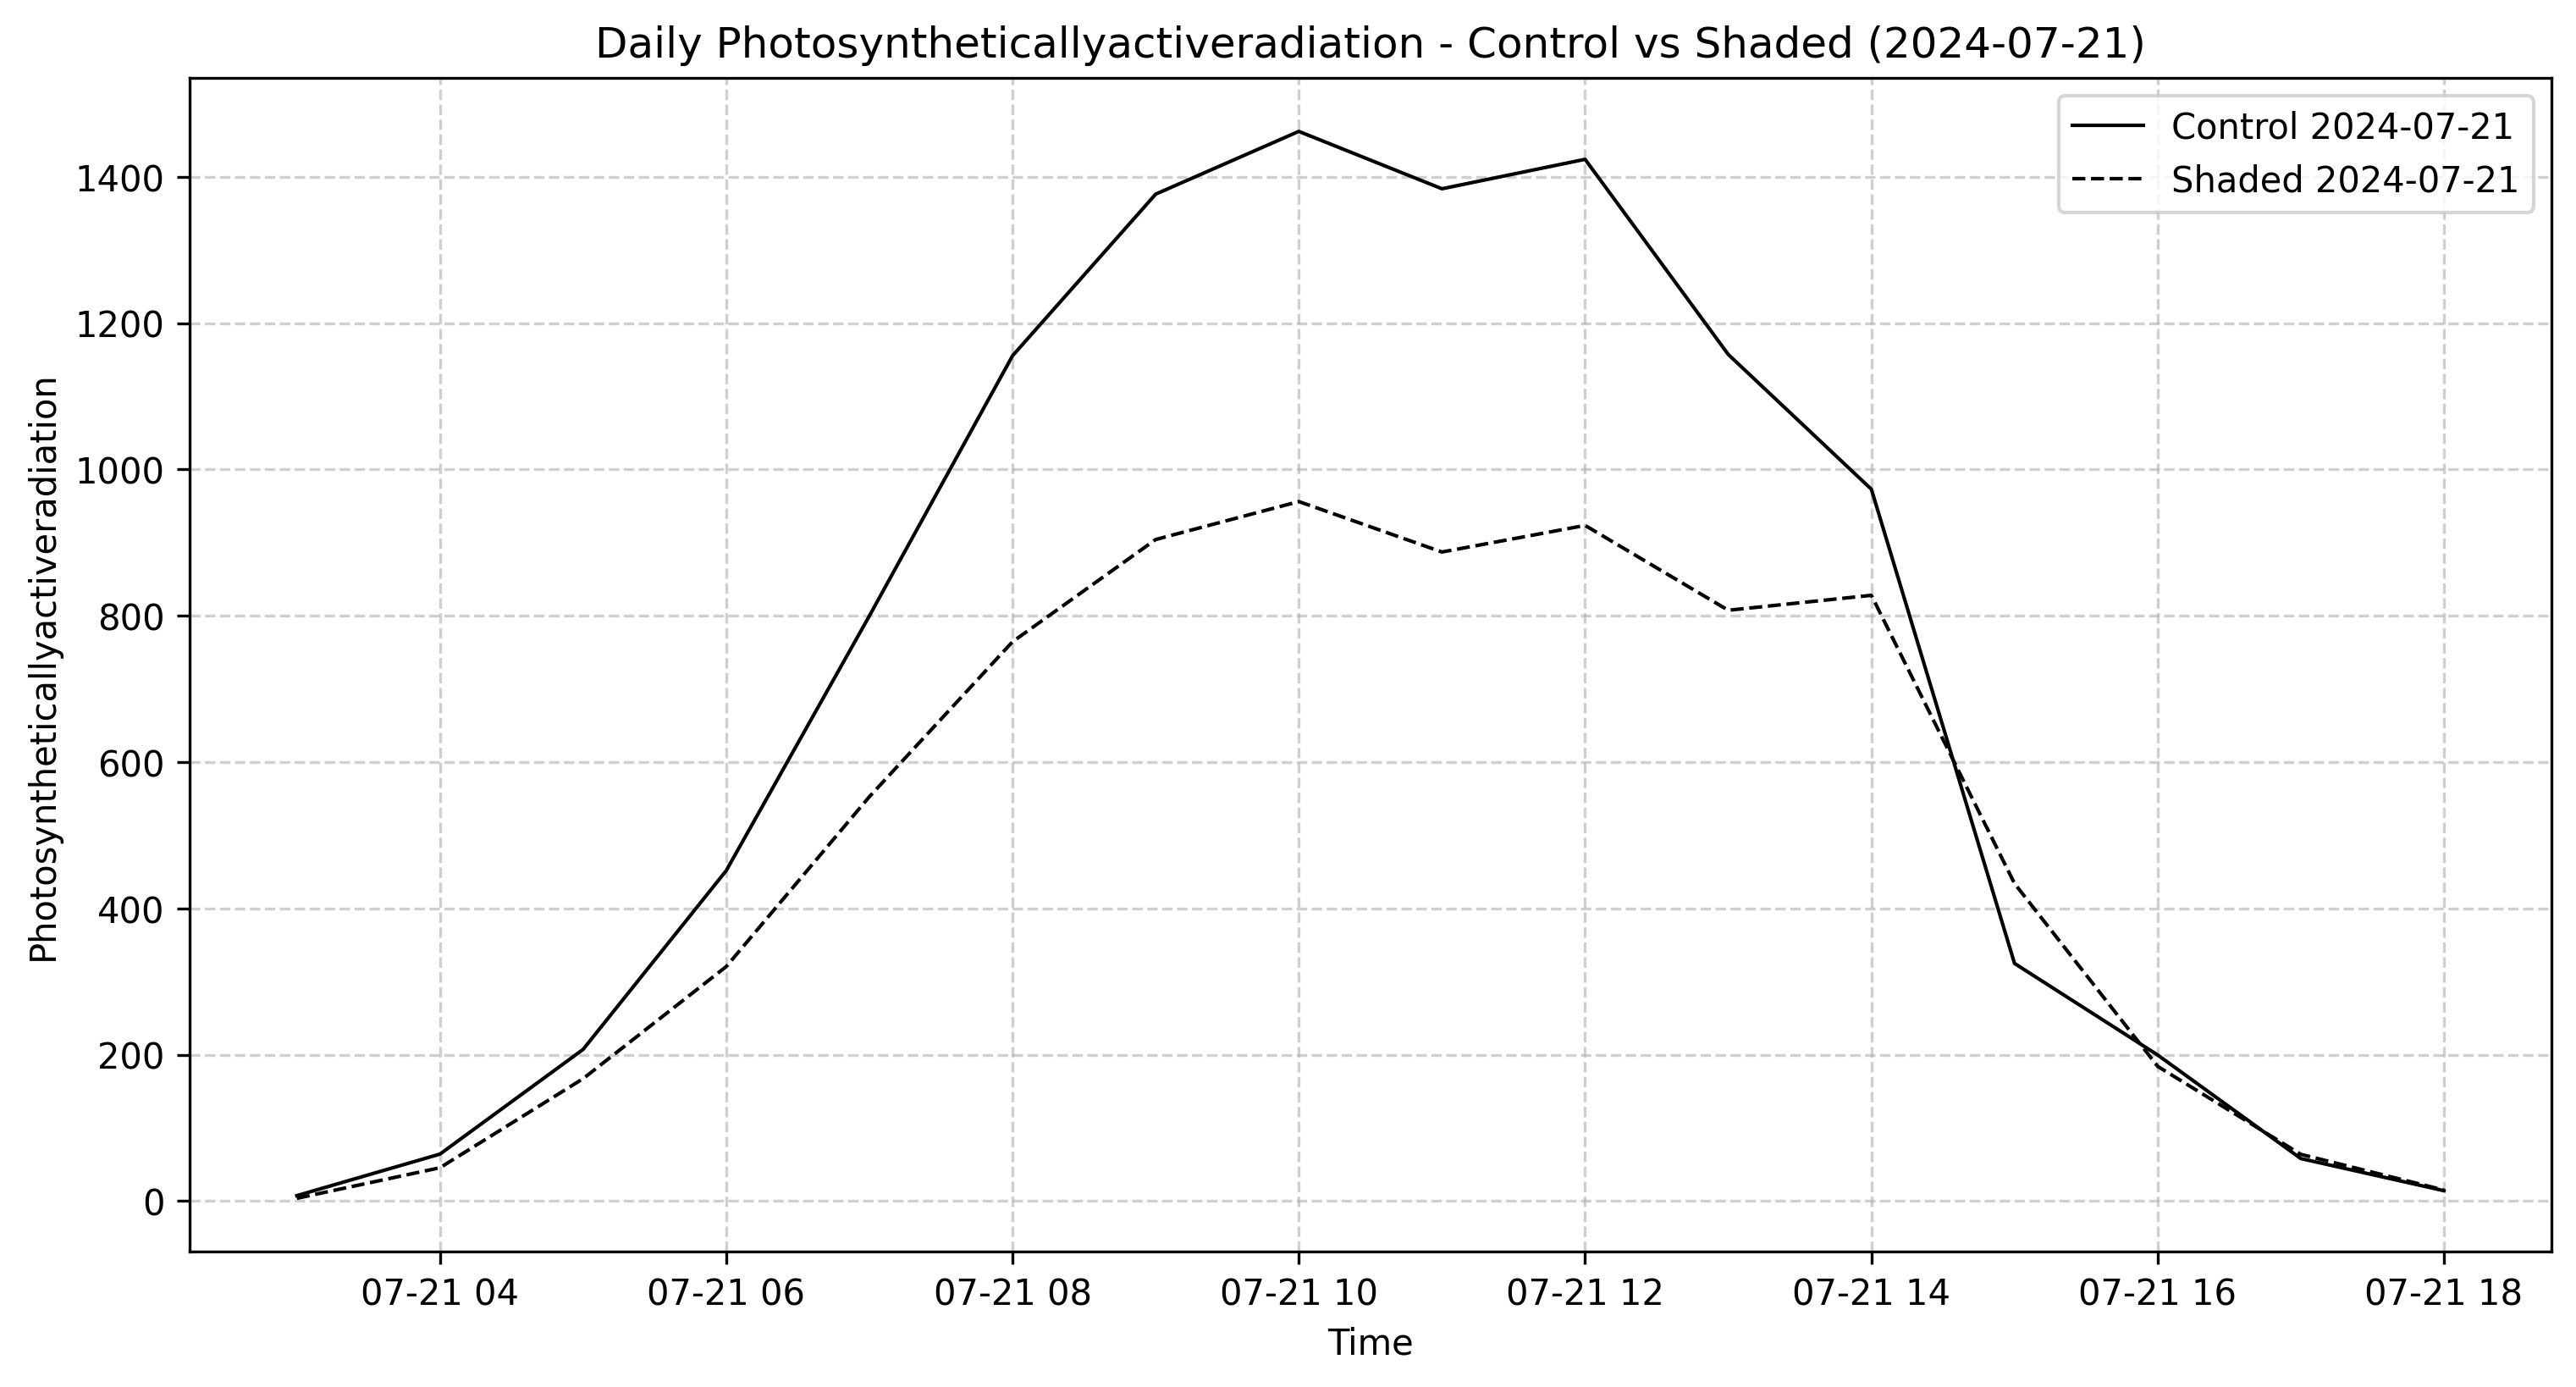 Daily Photosyntheticallyactiveradiation - Control vs Shaded (2024-07-21)
Control 2024-07-21
Shaded 2024-07-21
Photosyntheticallyactiveradiation
1400
1200
1000
800
600
400
200
0
07-21 04 07-21 06 07-21 08 07-21 10 07-21 12 07-21 14 07-21 16 07-21 18
Time